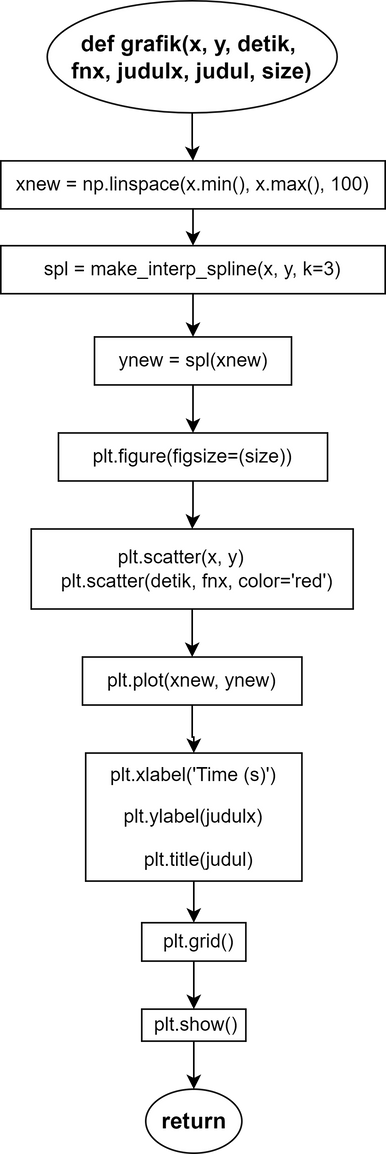 def grafik(x, y, detik,
fnx, judulx, judul, size)
xnew = np.linspace(x.min(), x.max(), 100)
spl = make_interp_spline(x, y, k=3)
ynew = spl(xnew)
plt.figure(figsize=(size))
plt.scatter(x, y)
plt.scatter(detik, fnx, color='red')
plt.plot(xnew, ynew)
plt.xlabel('Time (s)')
plt.ylabel(judulx)
plt.title(judul)
plt.grid()
plt.show()
return